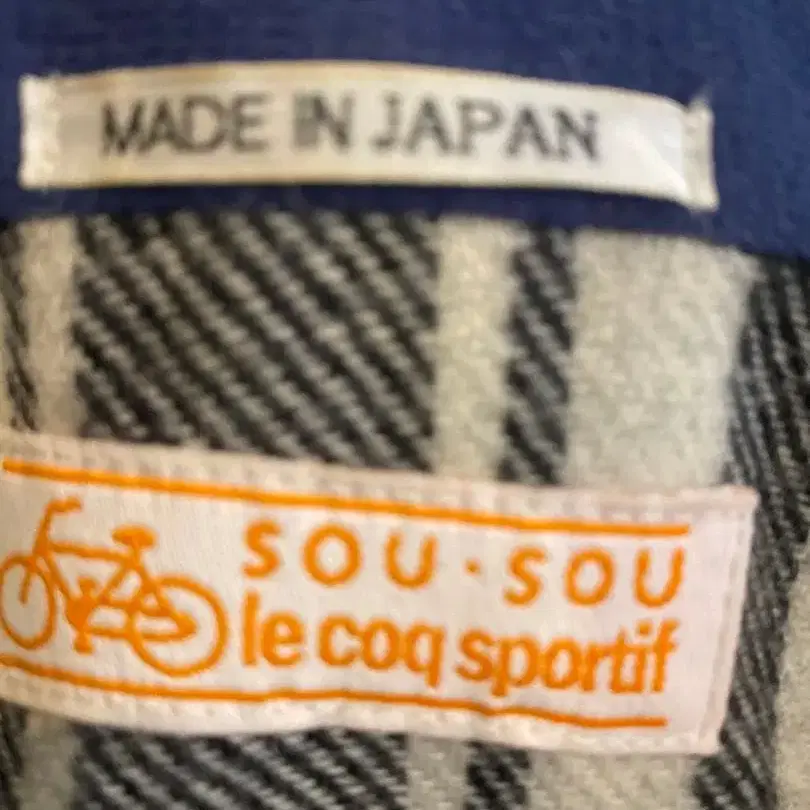 MADE IN JAPAN
SOU・SOU
le coq sportif